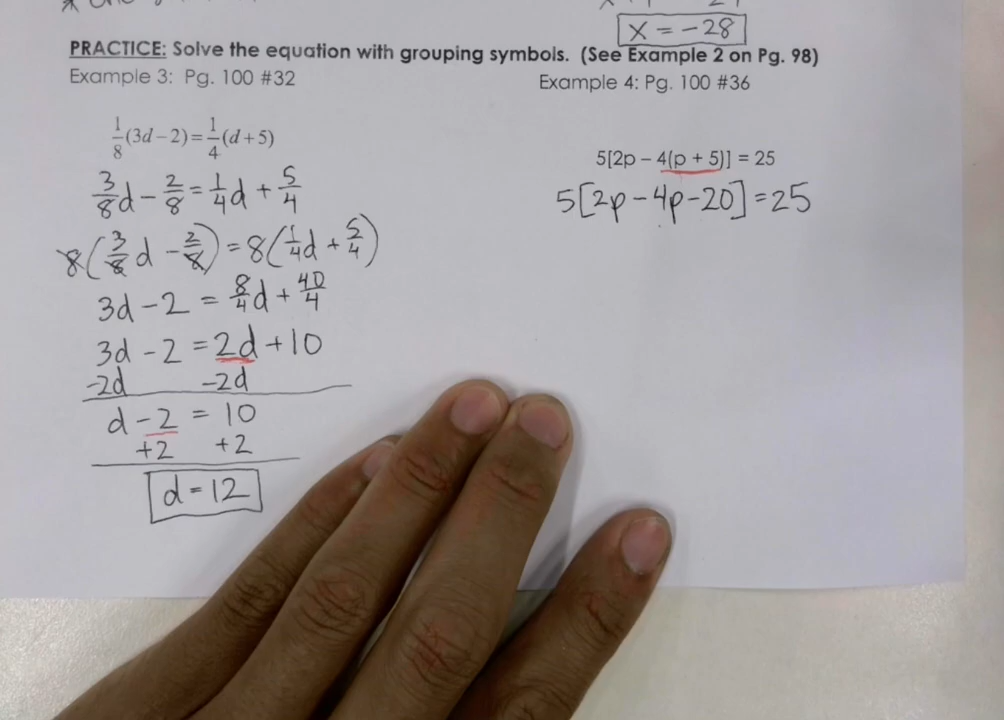 x = -28
PRACTICE: Solve the equation with grouping symbols. (See Example 2 on Pg. 98)
Example 3: Pg. 100 #32
1/8(3d − 2) = 1/4(d + 5)
3/8d - 2/8 = 1/4d + 5/4
8(3/8d - 2/8) = 8(1/4d + 5/4)
3d - 2 = 8/4d + 40/4
3d - 2 = 2d + 10
-2d -2d
d - 2 = 10
+2 +2
d = 12
Example 4: Pg. 100 #36
5[2p – 4(p + 5)] = 25
5[2p - 4p - 20] = 25